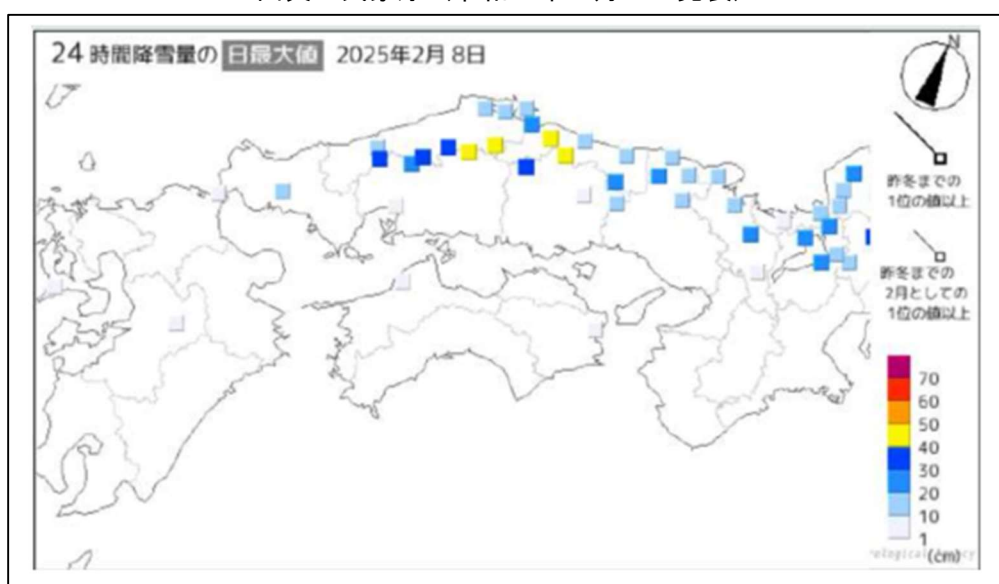 24時間降雪量の 日最大値 2025年2月8日
N
昨冬までの
1位の値以上
昨冬までの
2月としての
1位の値以上
70
60
50
40
30
20
10
1
(cm)